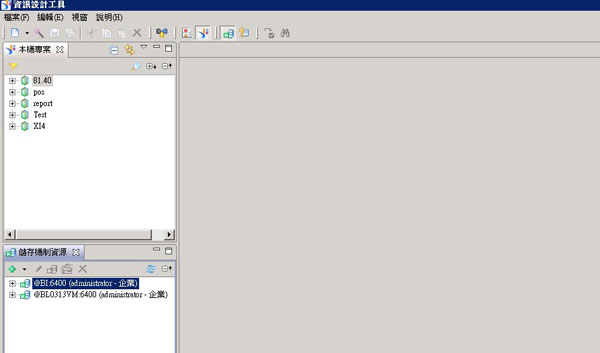 資訊設計工具
檔案(F) 編輯(E) 視窗 說明(H)
本機專案
81.40
pos
report
Test
XI4
儲存機制資源
@BI:6400 (administrator - 企業)
@BL0313VM:6400 (administrator - 企業)